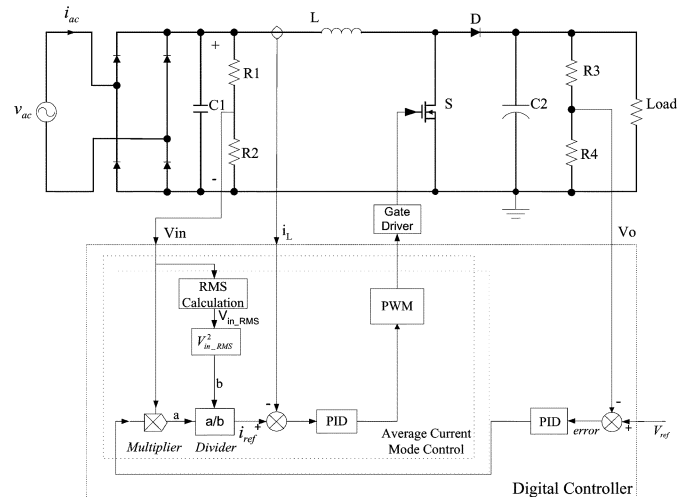 i_ac
L
D
+
R1
R3
v_ac
C1
S
C2
Load
R2
R4
-
Gate
Driver
Vin
i_L
Vo
RMS
Calculation
V_in_RMS
PWM
V²_in_RMS
b
-
-
a
a/b
i_ref
+
PID
PID
error
+
V_ref
Multiplier
Divider
Average Current
Mode Control
Digital Controller